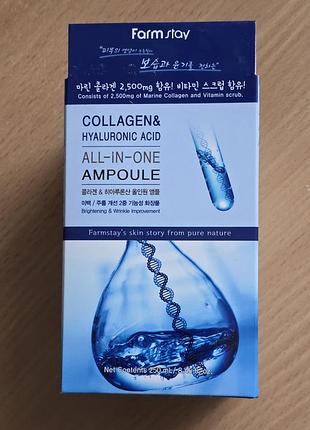 Farmstay
보습과 윤기를
마린 콜라겐 2,500mg 함유! 비타민 스크럽 함유!
Consists of 2,500mg of Marine Collagen and Vitamin scrub.
COLLAGEN&
HYALURONIC ACID
ALL-IN-ONE
AMPOULE
콜라겐 & 히아루론산 올인원 앰플
미백 / 주름 개선 2중 기능성 화장품
Brightening & Wrinkle Improvement
Farmstay's skin story from pure nature
Net Contents 250 mL /